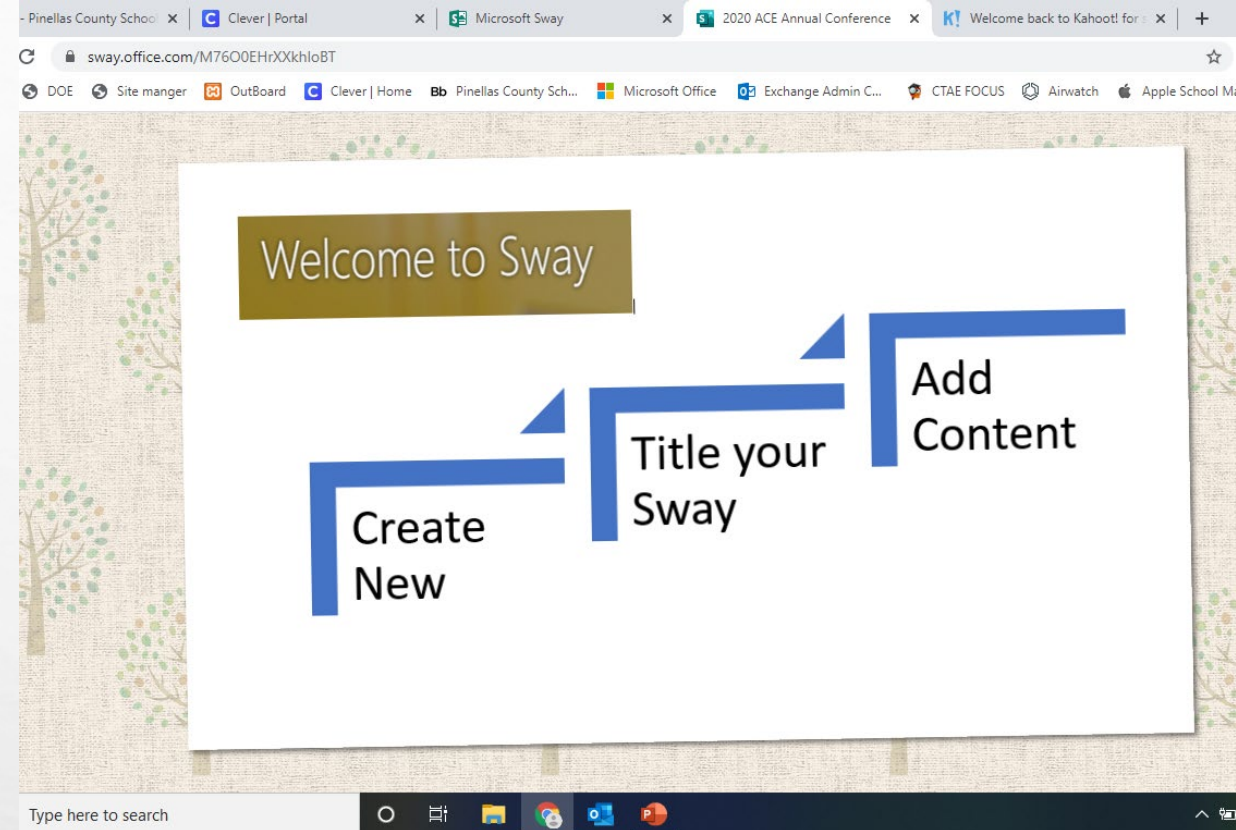 - Pinellas County School
Clever | Portal
Microsoft Sway
2020 ACE Annual Conference
Welcome back to Kahoot! for s
sway.office.com/M76O0EHrXXkhIoBT
DOE
Site manger
OutBoard
Clever | Home
Bb Pinellas County Sch...
Microsoft Office
Exchange Admin C...
CTAE FOCUS
Airwatch
Apple School Ma
Welcome to Sway
Create
New
Title your
Sway
Add
Content
Type here to search